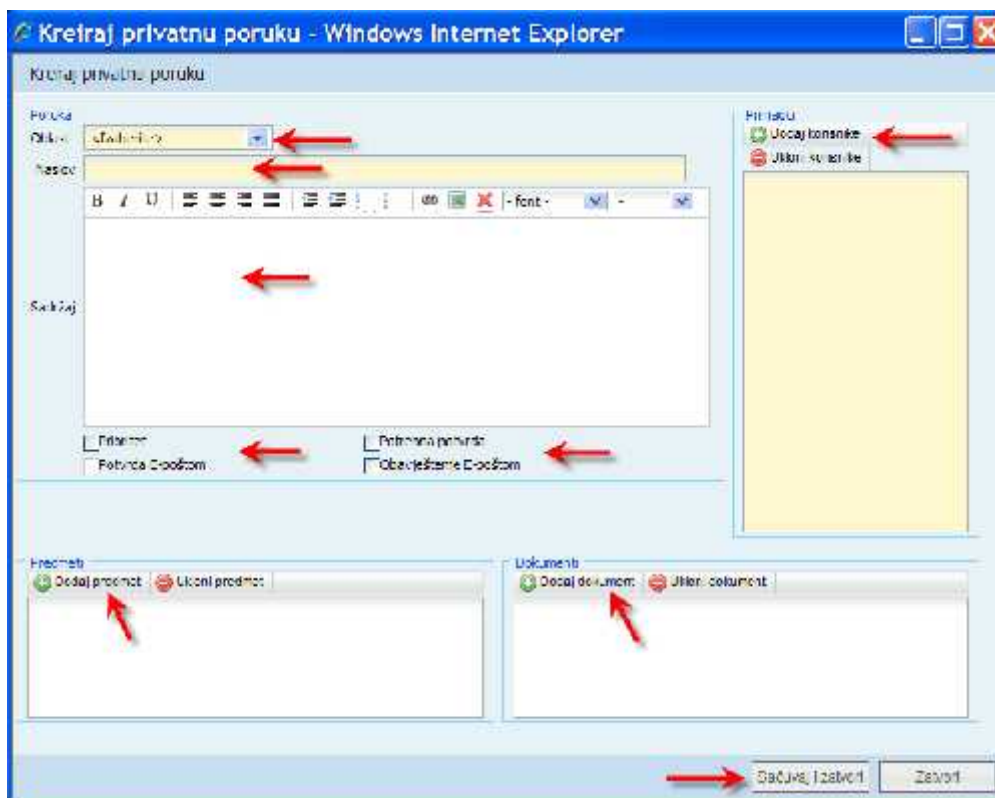 Kreiraj privatnu poruku - Windows Internet Explorer
Kreiraj privatnu poruku
Poruka
Primaoci
Dodaj korisnike
Naslov
Ukloni korisnike
B I U - font - -
Sadržaj
Prioritet Potrebna potvrda
Potvrda E-poštom Obavještenje E-poštom
Predmeti
Dokumenti
Dodaj predmet Ukloni predmet
Dodaj dokument Ukloni dokument
Sačuvaj i zatvori Zatvori